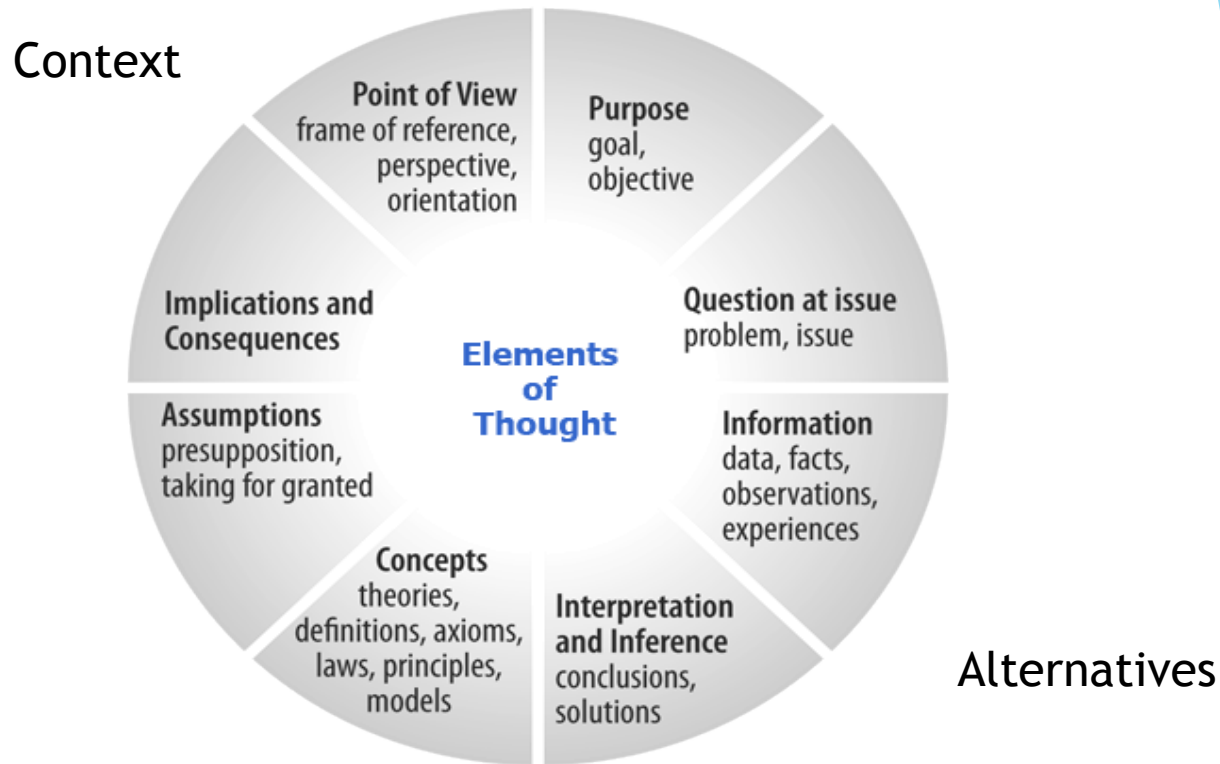 Context
Point of View
frame of reference,
perspective,
orientation
Purpose
goal,
objective
Question at issue
problem, issue
Information
data, facts,
observations,
experiences
Interpretation
and Inference
conclusions,
solutions
Concepts
theories,
definitions, axioms,
laws, principles,
models
Assumptions
presupposition,
taking for granted
Implications and
Consequences
Elements
of
Thought
Alternatives